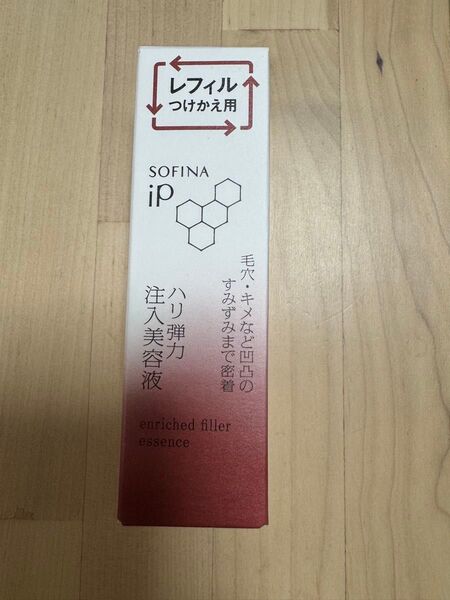 レフィル
つけかえ用
SOFINA
iP
毛穴・キメなど凹凸の
すみずみまで密着
ハリ弾力
注入美容液
enriched filler
essence